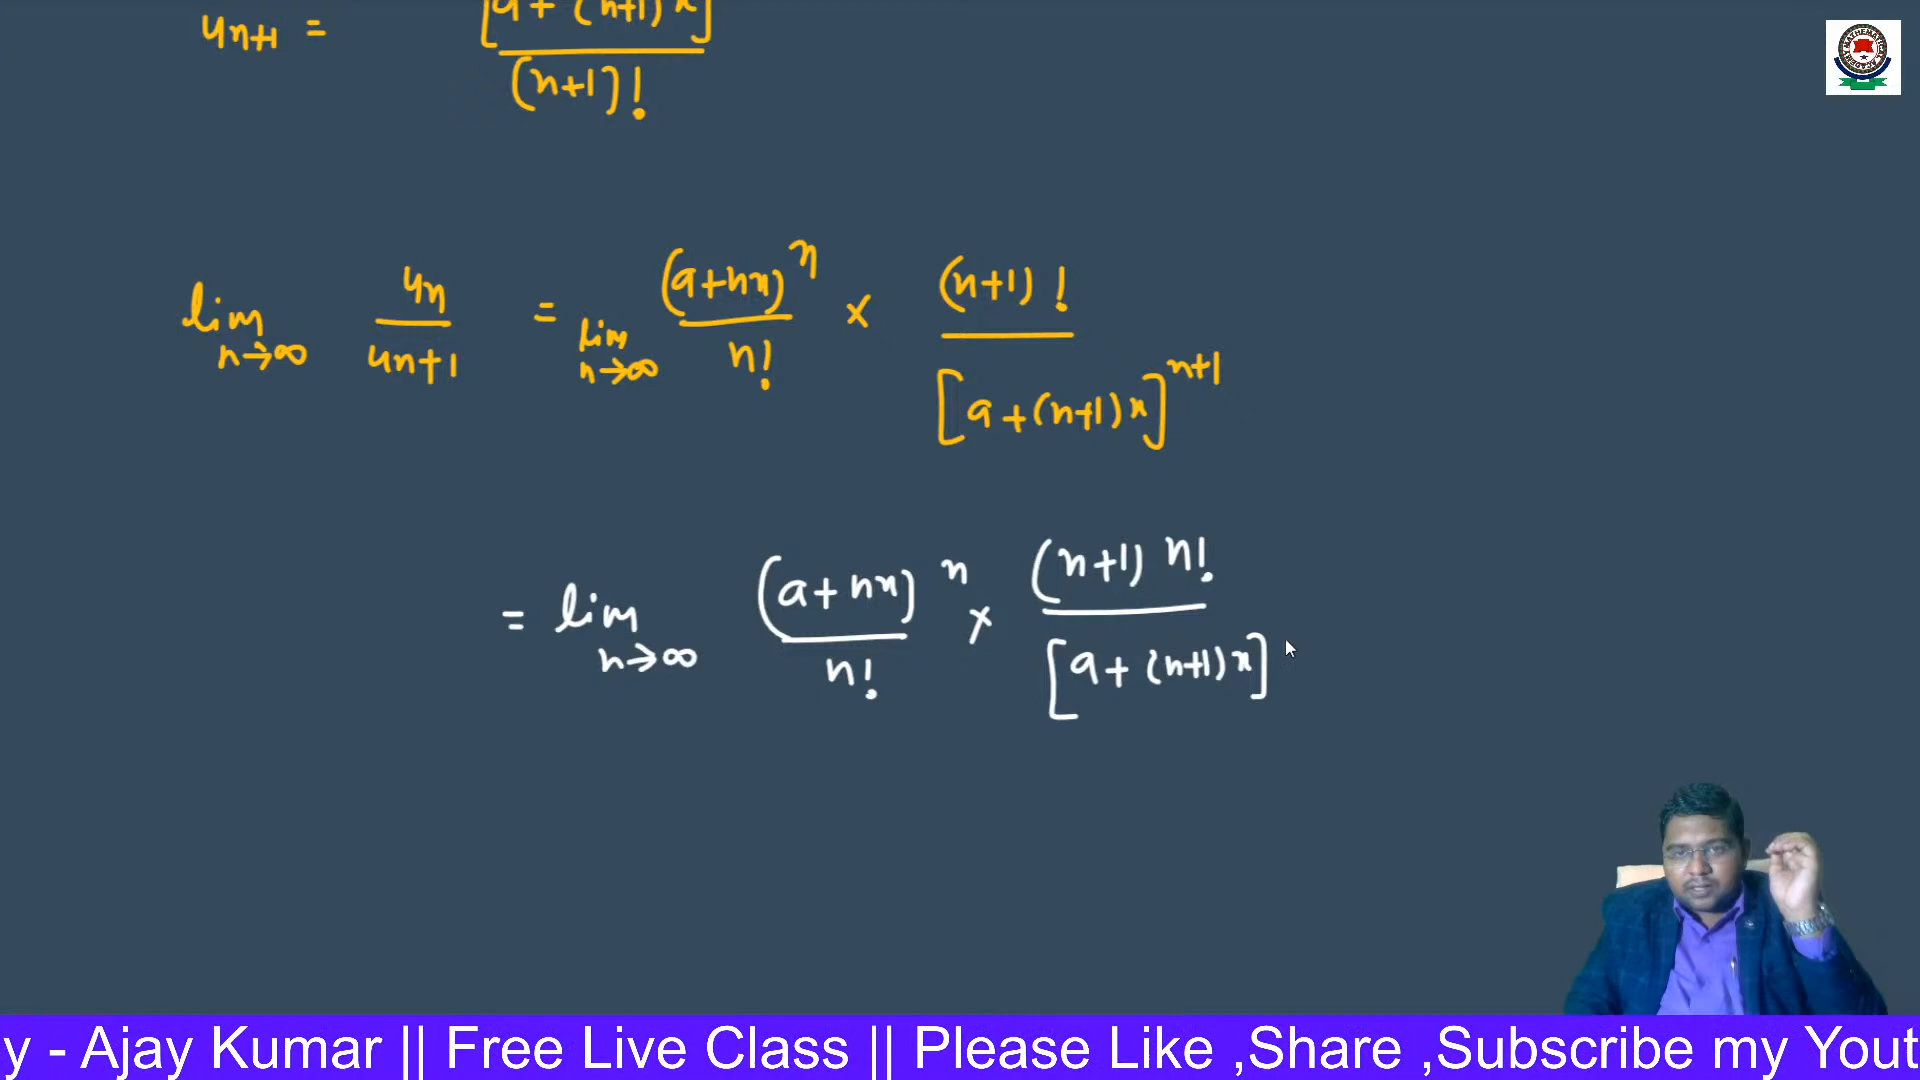 u_{n+1} = [a + (n+1)x] / (n+1)!
lim_{n→∞} u_n / u_{n+1} = lim_{n→∞} (a+nx)^n / n! × (n+1)! / [a+(n+1)x]^{n+1}
= lim_{n→∞} (a+nx)^n / n! × (n+1) n! / [a+(n+1)x]
y - Ajay Kumar || Free Live Class || Please Like ,Share ,Subscribe my Yout